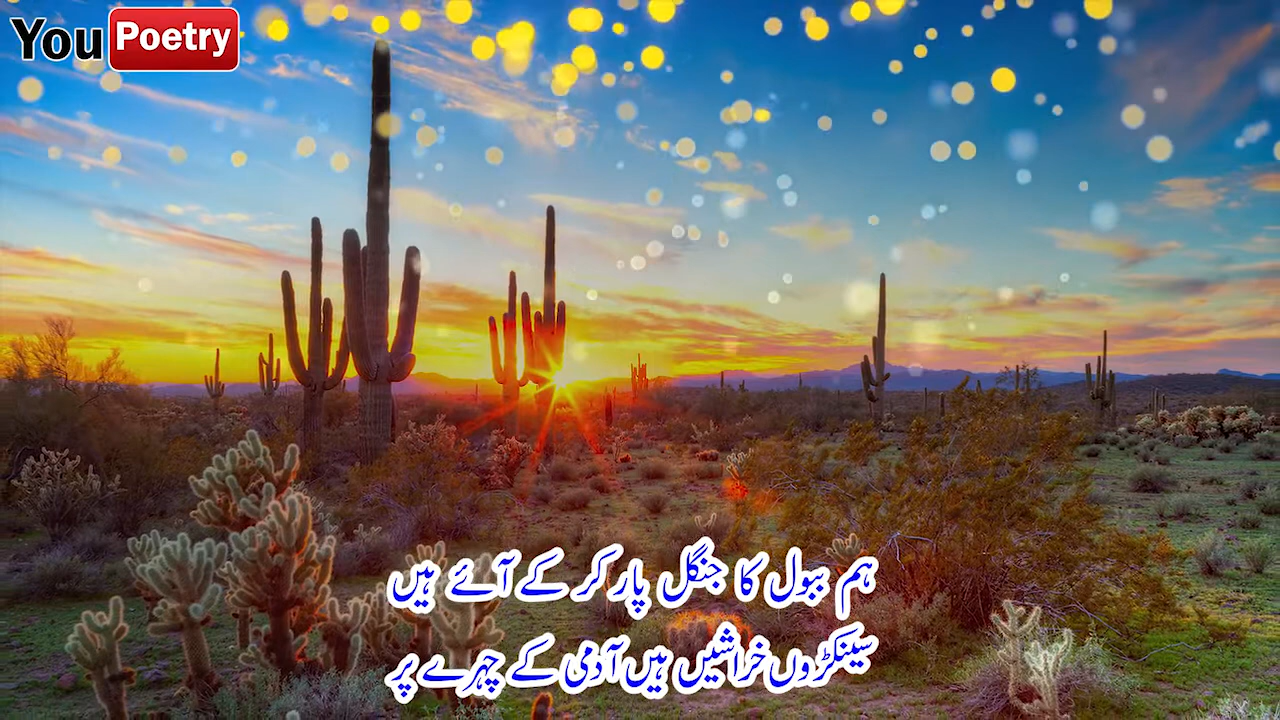 You Poetry
ہم ببول کا جنگل پار کر کے آئے ہیں
سینکڑوں خراشیں ہیں آدمی کے چہرے پر